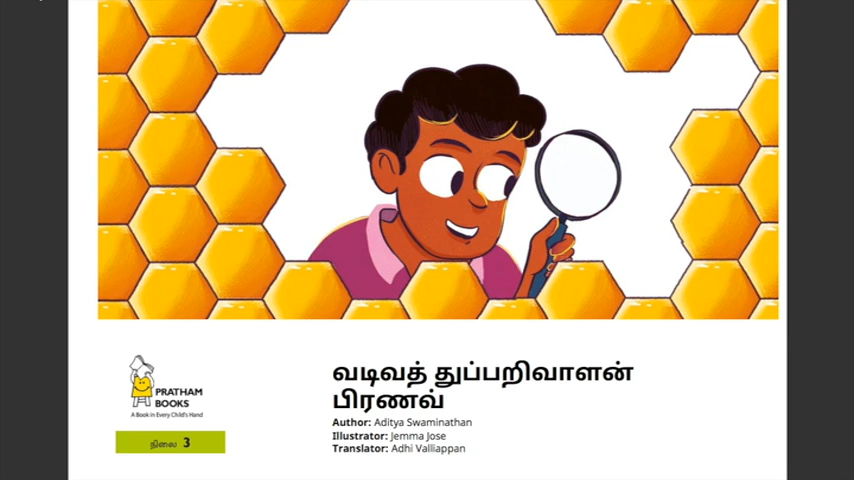 PRATHAM
BOOKS
A Book in Every Child's Hand
நிலை 3
வடிவத் துப்பறிவாளன்
பிரணவ்
Author: Aditya Swaminathan
Illustrator: Jemma Jose
Translator: Adhi Valliappan